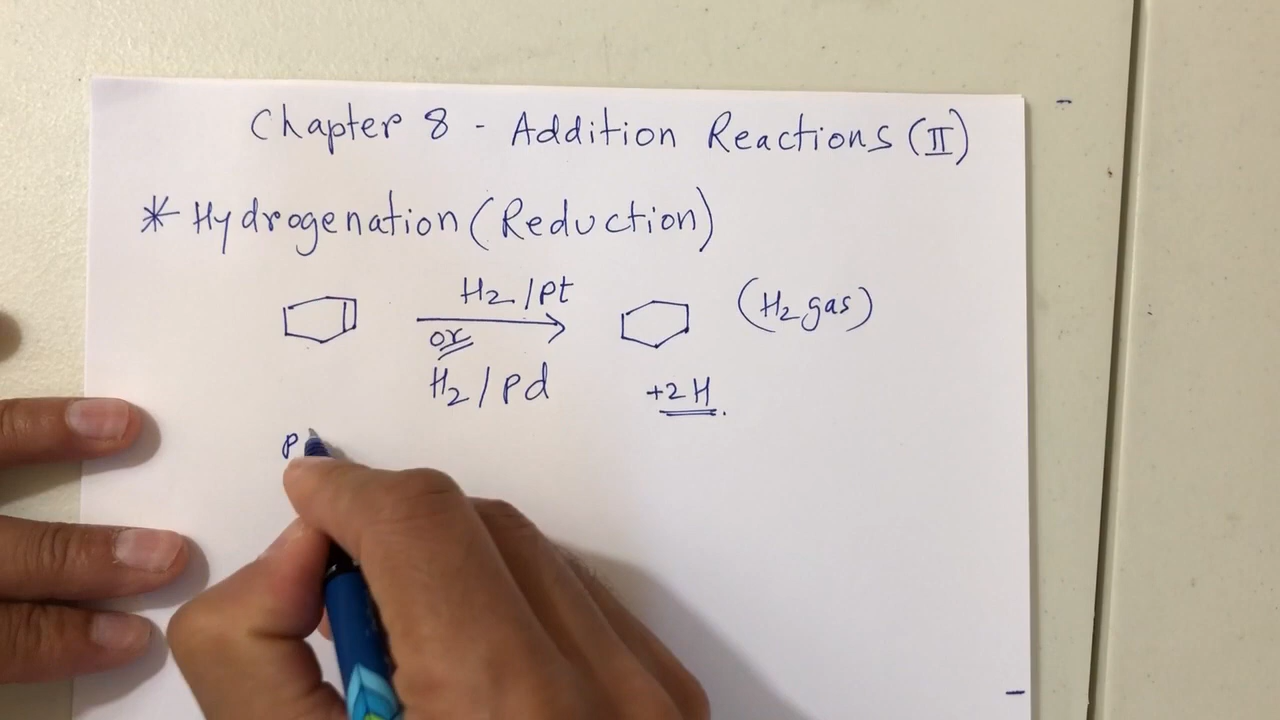 Chapter 8 - Addition Reactions (II)
* Hydrogenation (Reduction)
H2 / Pt
(H2 gas)
or
H2 / Pd
+2 H.
P